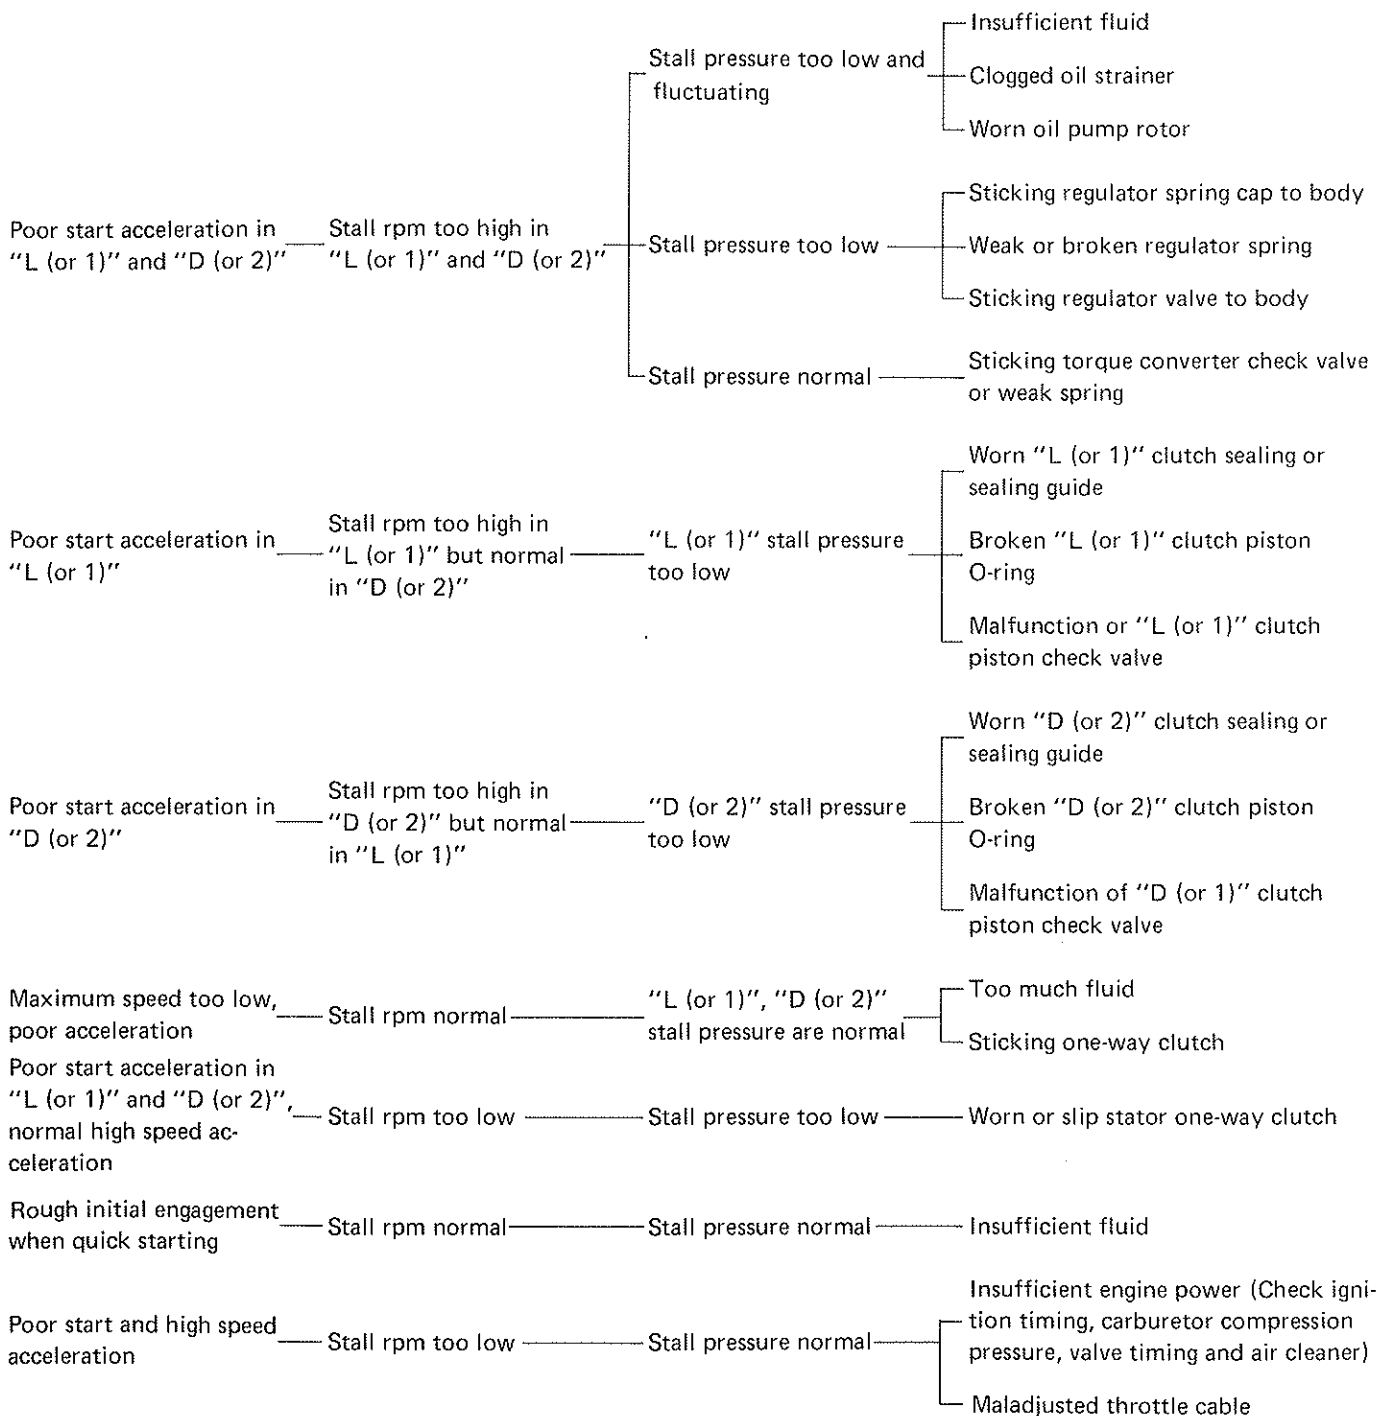 Insufficient fluid
Stall pressure too low and
fluctuating
Clogged oil strainer
Worn oil pump rotor
Poor start acceleration in
"L (or 1)" and "D (or 2)"
Stall rpm too high in
"L (or 1)" and "D (or 2)"
Stall pressure too low
Sticking regulator spring cap to body
Weak or broken regulator spring
Sticking regulator valve to body
Stall pressure normal
Sticking torque converter check valve
or weak spring
Poor start acceleration in
"L (or 1)"
Stall rpm too high in
"L (or 1)" but normal
in "D (or 2)"
"L (or 1)" stall pressure
too low
Worn "L (or 1)" clutch sealing or
sealing guide
Broken "L (or 1)" clutch piston
O-ring
Malfunction or "L (or 1)" clutch
piston check valve
Poor start acceleration in
"D (or 2)"
Stall rpm too high in
"D (or 2)" but normal
in "L (or 1)"
"D (or 2)" stall pressure
too low
Worn "D (or 2)" clutch sealing or
sealing guide
Broken "D (or 2)" clutch piston
O-ring
Malfunction of "D (or 1)" clutch
piston check valve
Maximum speed too low,
poor acceleration
Stall rpm normal
"L (or 1)", "D (or 2)"
stall pressure are normal
Too much fluid
Sticking one-way clutch
Poor start acceleration in
"L (or 1)" and "D (or 2)",
normal high speed ac-
celeration
Stall rpm too low
Stall pressure too low
Worn or slip stator one-way clutch
Rough initial engagement
when quick starting
Stall rpm normal
Stall pressure normal
Insufficient fluid
Poor start and high speed
acceleration
Stall rpm too low
Stall pressure normal
Insufficient engine power (Check igni-
tion timing, carburetor compression
pressure, valve timing and air cleaner)
Maladjusted throttle cable